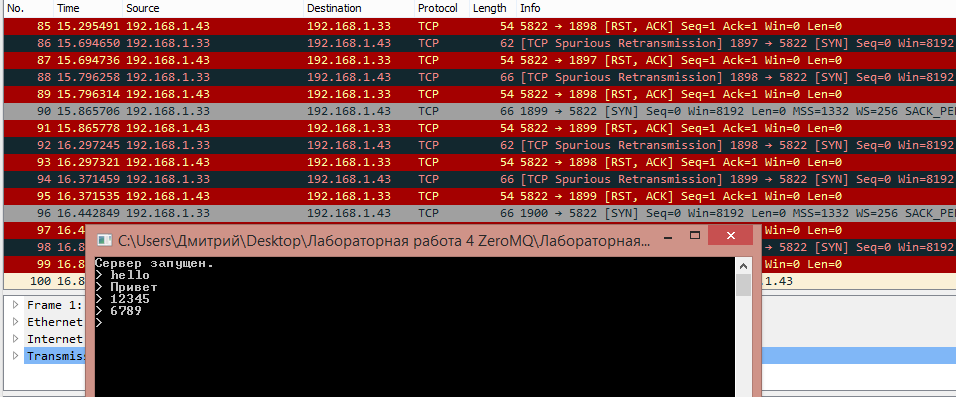 No. Time Source Destination Protocol Length Info
85 15.295491 192.168.1.43 192.168.1.33 TCP 54 5822 → 1898 [RST, ACK] Seq=1 Ack=1 Win=0 Len=0
86 15.694650 192.168.1.33 192.168.1.43 TCP 62 [TCP Spurious Retransmission] 1897 → 5822 [SYN] Seq=0 Win=8192
87 15.694736 192.168.1.43 192.168.1.33 TCP 54 5822 → 1897 [RST, ACK] Seq=1 Ack=1 Win=0 Len=0
88 15.796258 192.168.1.33 192.168.1.43 TCP 66 [TCP Spurious Retransmission] 1898 → 5822 [SYN] Seq=0 Win=8192
89 15.796314 192.168.1.43 192.168.1.33 TCP 54 5822 → 1898 [RST, ACK] Seq=1 Ack=1 Win=0 Len=0
90 15.865706 192.168.1.33 192.168.1.43 TCP 66 1899 → 5822 [SYN] Seq=0 Win=8192 Len=0 MSS=1332 WS=256 SACK_PE
91 15.865778 192.168.1.43 192.168.1.33 TCP 54 5822 → 1899 [RST, ACK] Seq=1 Ack=1 Win=0 Len=0
92 16.297245 192.168.1.33 192.168.1.43 TCP 62 [TCP Spurious Retransmission] 1898 → 5822 [SYN] Seq=0 Win=8192
93 16.297321 192.168.1.43 192.168.1.33 TCP 54 5822 → 1898 [RST, ACK] Seq=1 Ack=1 Win=0 Len=0
94 16.371459 192.168.1.33 192.168.1.43 TCP 66 [TCP Spurious Retransmission] 1899 → 5822 [SYN] Seq=0 Win=8192
95 16.371535 192.168.1.43 192.168.1.33 TCP 54 5822 → 1899 [RST, ACK] Seq=1 Ack=1 Win=0 Len=0
96 16.442849 192.168.1.33 192.168.1.43 TCP 66 1900 → 5822 [SYN] Seq=0 Win=8192 Len=0 MSS=1332 WS=256 SACK_PE
97 16.4 Win=0 Len=0
98 16.8 → 5822 [SYN] Seq=0 Win=8192
99 16.8 Win=0 Len=0
100 16.8 1.43
C:\Users\Дмитрий\Desktop\Лабораторная работа 4 ZeroMQ\Лабораторная...
Сервер запущен.
> hello
> Привет
> 12345
> 6789
>
Frame 1:
Ethernet
Internet
Transmiss